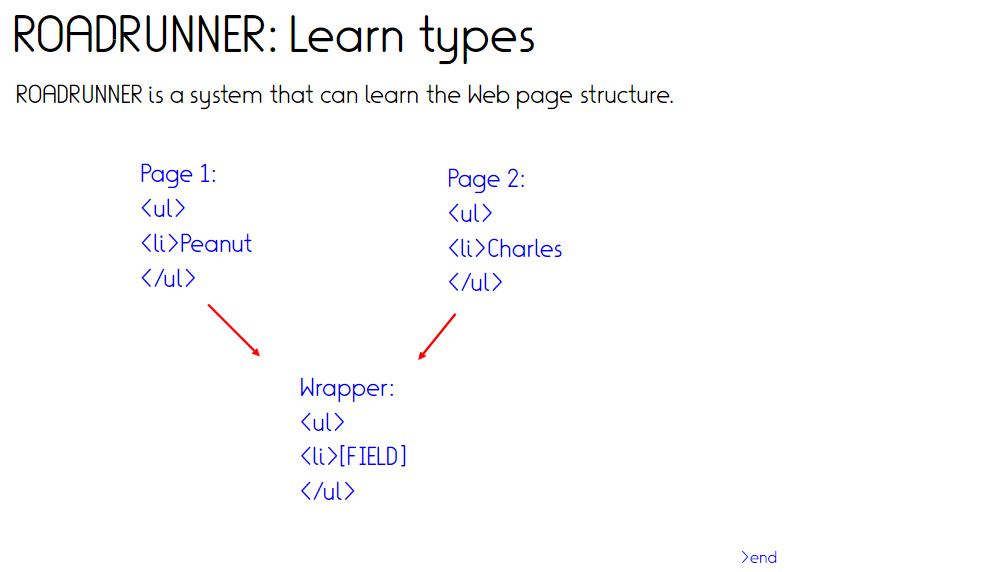 ROADRUNNER: Learn types
ROADRUNNER is a system that can learn the Web page structure.
Page 1:
<ul>
<li>Peanut
</ul>
Page 2:
<ul>
<li>Charles
</ul>
Wrapper:
<ul>
<li>[FIELD]
</ul>
>end